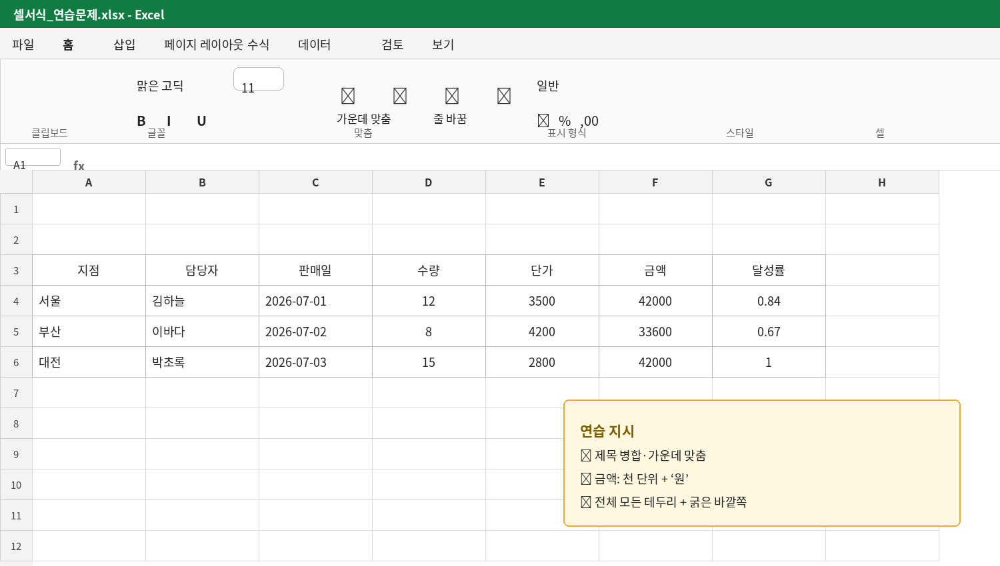 셀서식_연습문제.xlsx - Excel
파일 홈 삽입 페이지 레이아웃 수식 데이터 검토 보기
맑은 고딕 11 일반
B I U 가운데 맞춤 줄 바꿈 % ,00
클립보드 글꼴 맞춤 표시 형식 스타일 셀
A1 fx
A B C D E F G H
1
2
3 지점 담당자 판매일 수량 단가 금액 달성률
4 서울 김하늘 2026-07-01 12 3500 42000 0.84
5 부산 이바다 2026-07-02 8 4200 33600 0.67
6 대전 박초록 2026-07-03 15 2800 42000 1
7
8
9
10
11
12
연습 지시
제목 병합·가운데 맞춤
금액: 천 단위 + ‘원’
전체 모든 테두리 + 굵은 바깥쪽